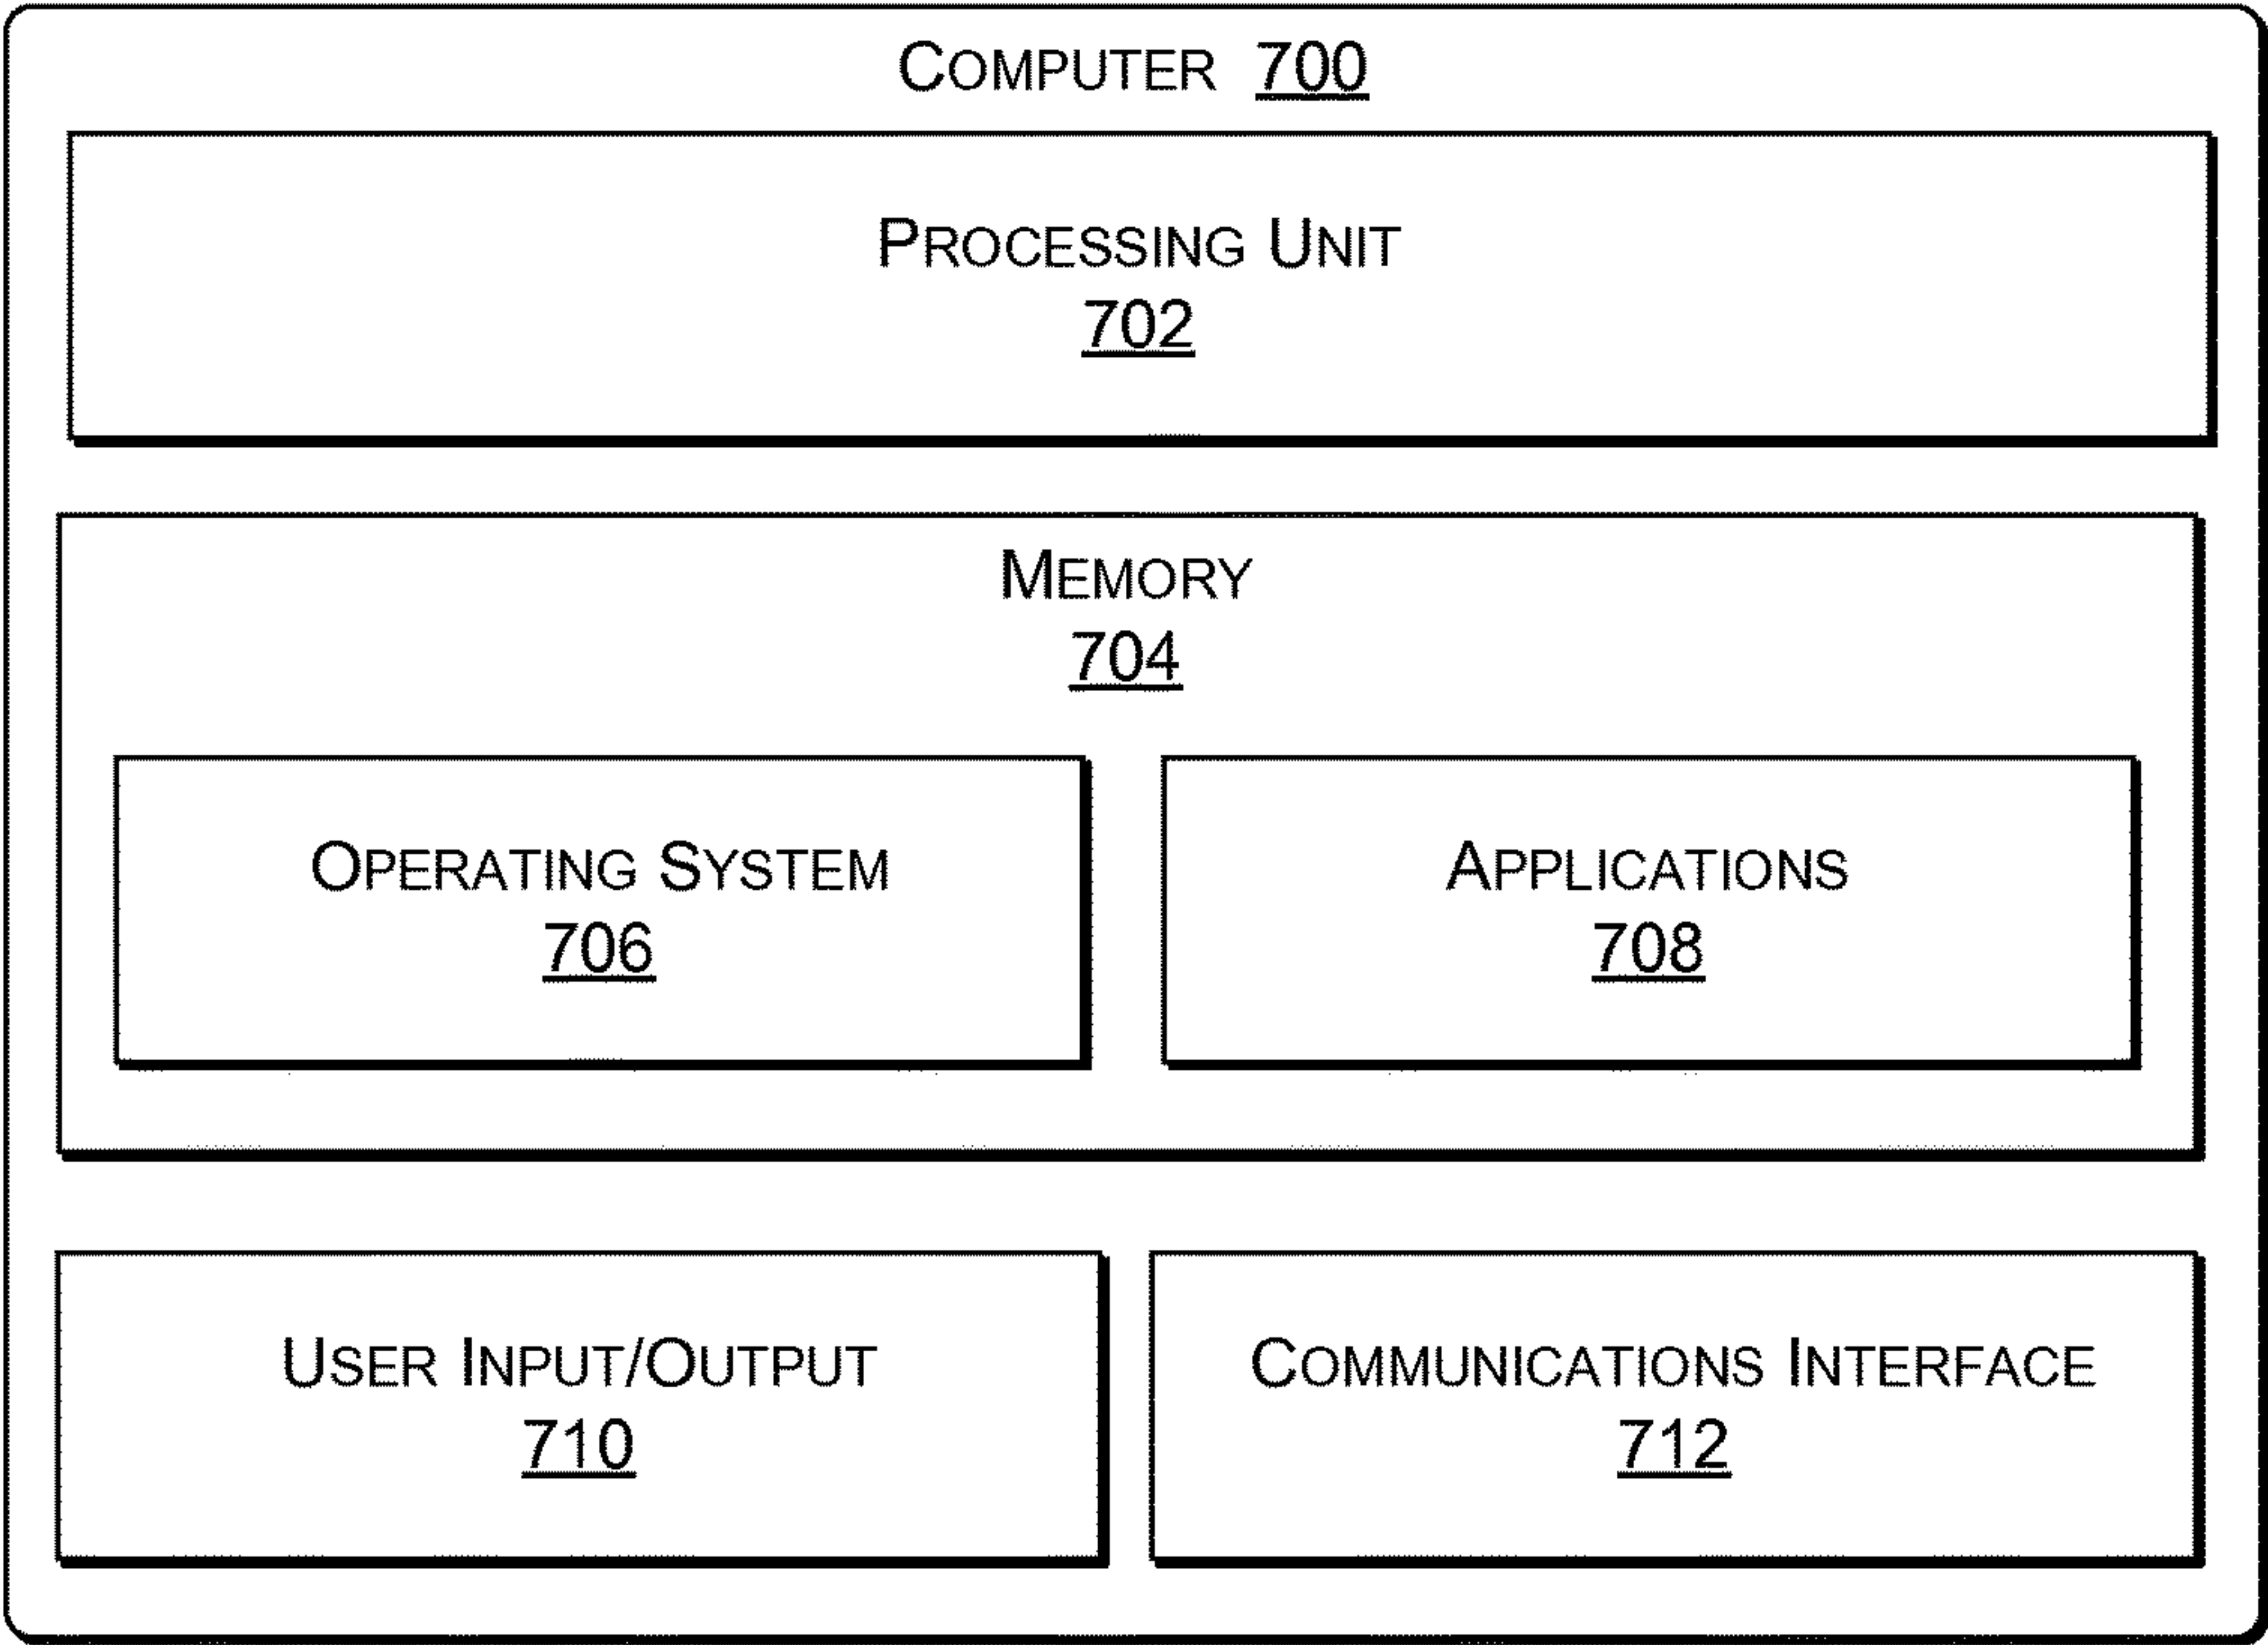 COMPUTER 700
PROCESSING UNIT
702
MEMORY
704
OPERATING SYSTEM
706
APPLICATIONS
708
USER INPUT/OUTPUT
710
COMMUNICATIONS INTERFACE
712